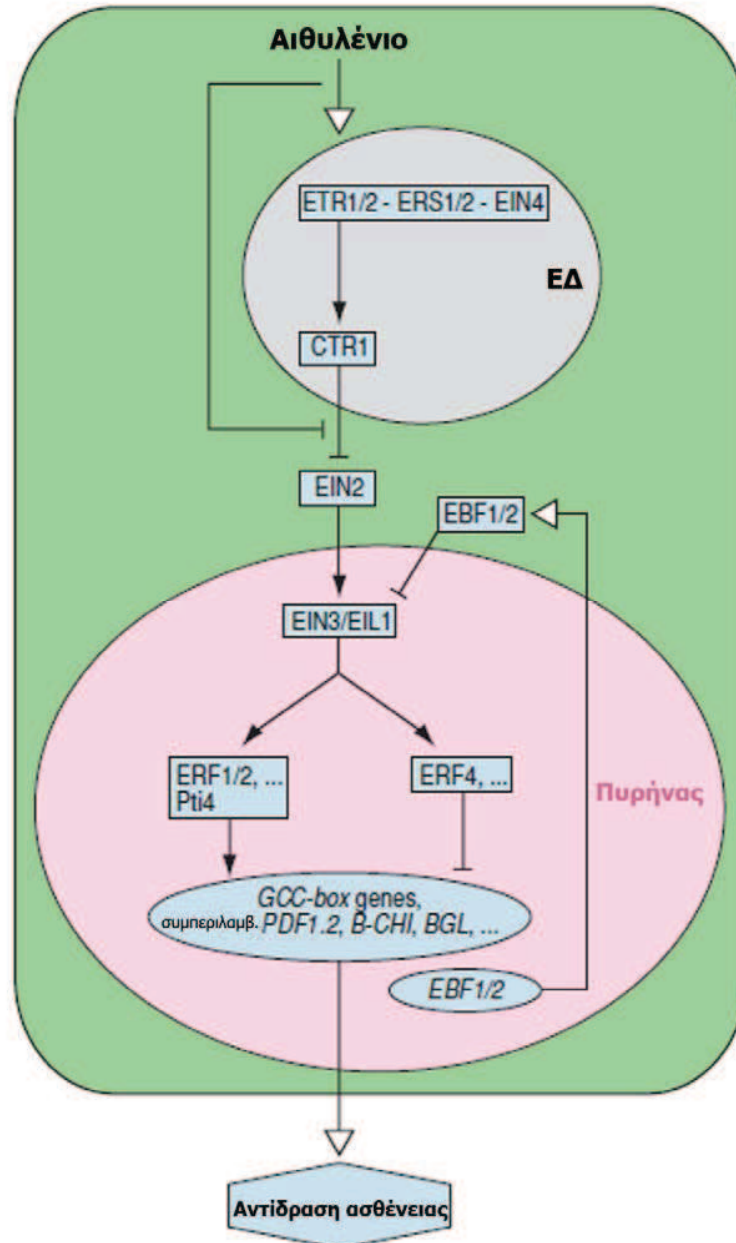 Αιθυλένιο
ETR1/2 - ERS1/2 - EIN4
ΕΔ
CTR1
EIN2
EBF1/2
EIN3/EIL1
ERF1/2, ...
Pti4
ERF4, ...
Πυρήνας
GCC-box genes,
συμπεριλαμβ. PDF1.2, B-CHI, BGL, ...
EBF1/2
Αντίδραση ασθένειας